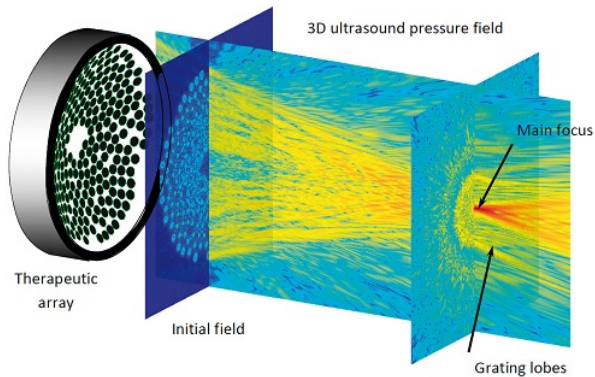 3D ultrasound pressure field
Main focus
Therapeutic
array
Initial field
Grating lobes